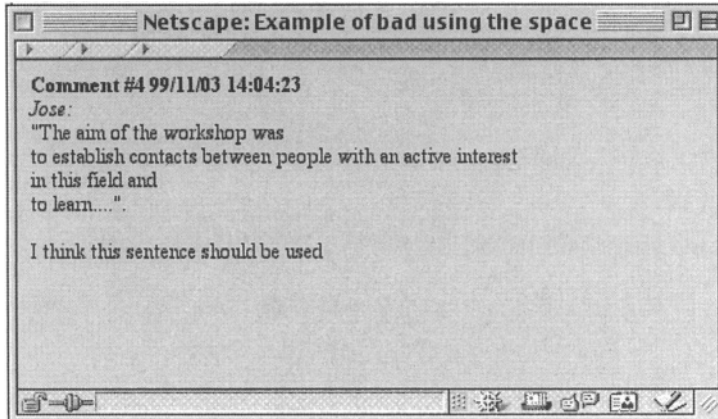 Netscape: Example of bad using the space
Comment #4 99/11/03 14:04:23
Jose:
"The aim of the workshop was
to establish contacts between people with an active interest
in this field and
to learn....".
I think this sentence should be used